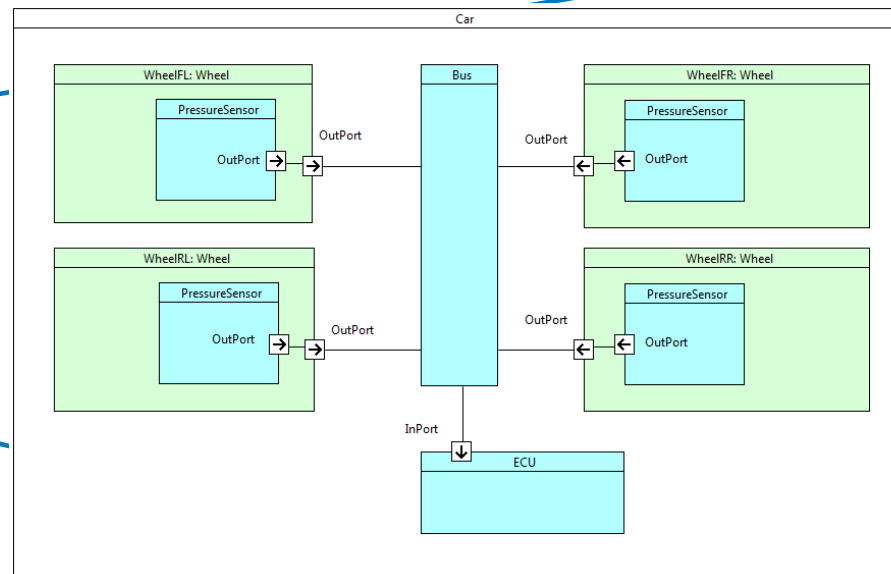 Car
WheelFL: Wheel
Bus
WheelFR: Wheel
PressureSensor
PressureSensor
OutPort
OutPort
OutPort
OutPort
WheelRL: Wheel
WheelRR: Wheel
PressureSensor
PressureSensor
OutPort
OutPort
OutPort
OutPort
InPort
ECU